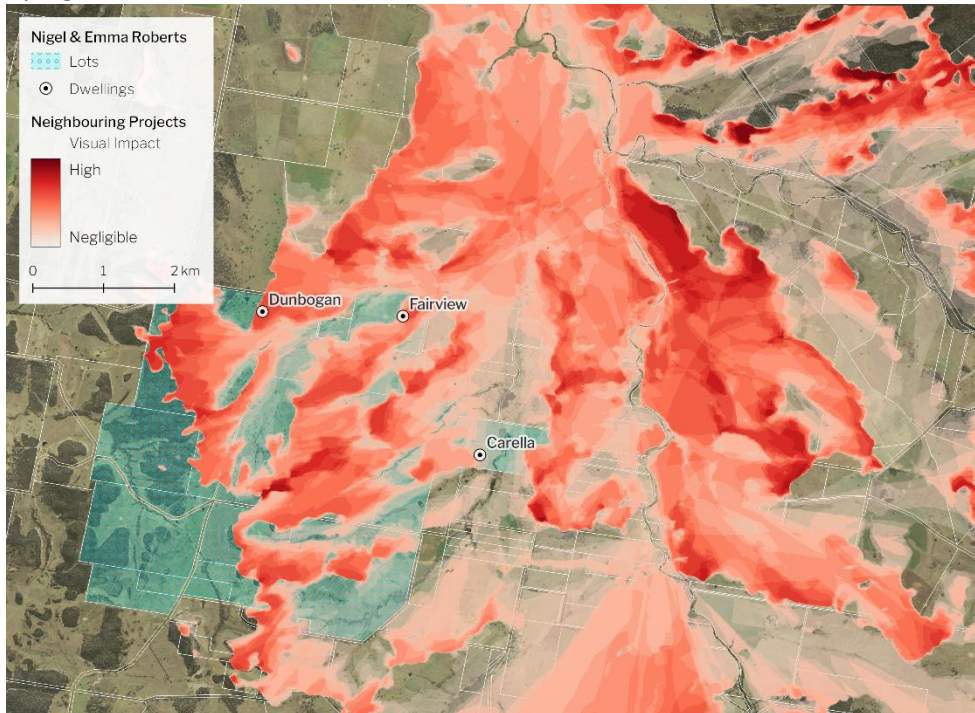 Nigel & Emma Roberts
Lots
Dwellings
Neighbouring Projects
Visual Impact
High
Negligible
0 1 2 km
Dunbogan
Fairview
Carella